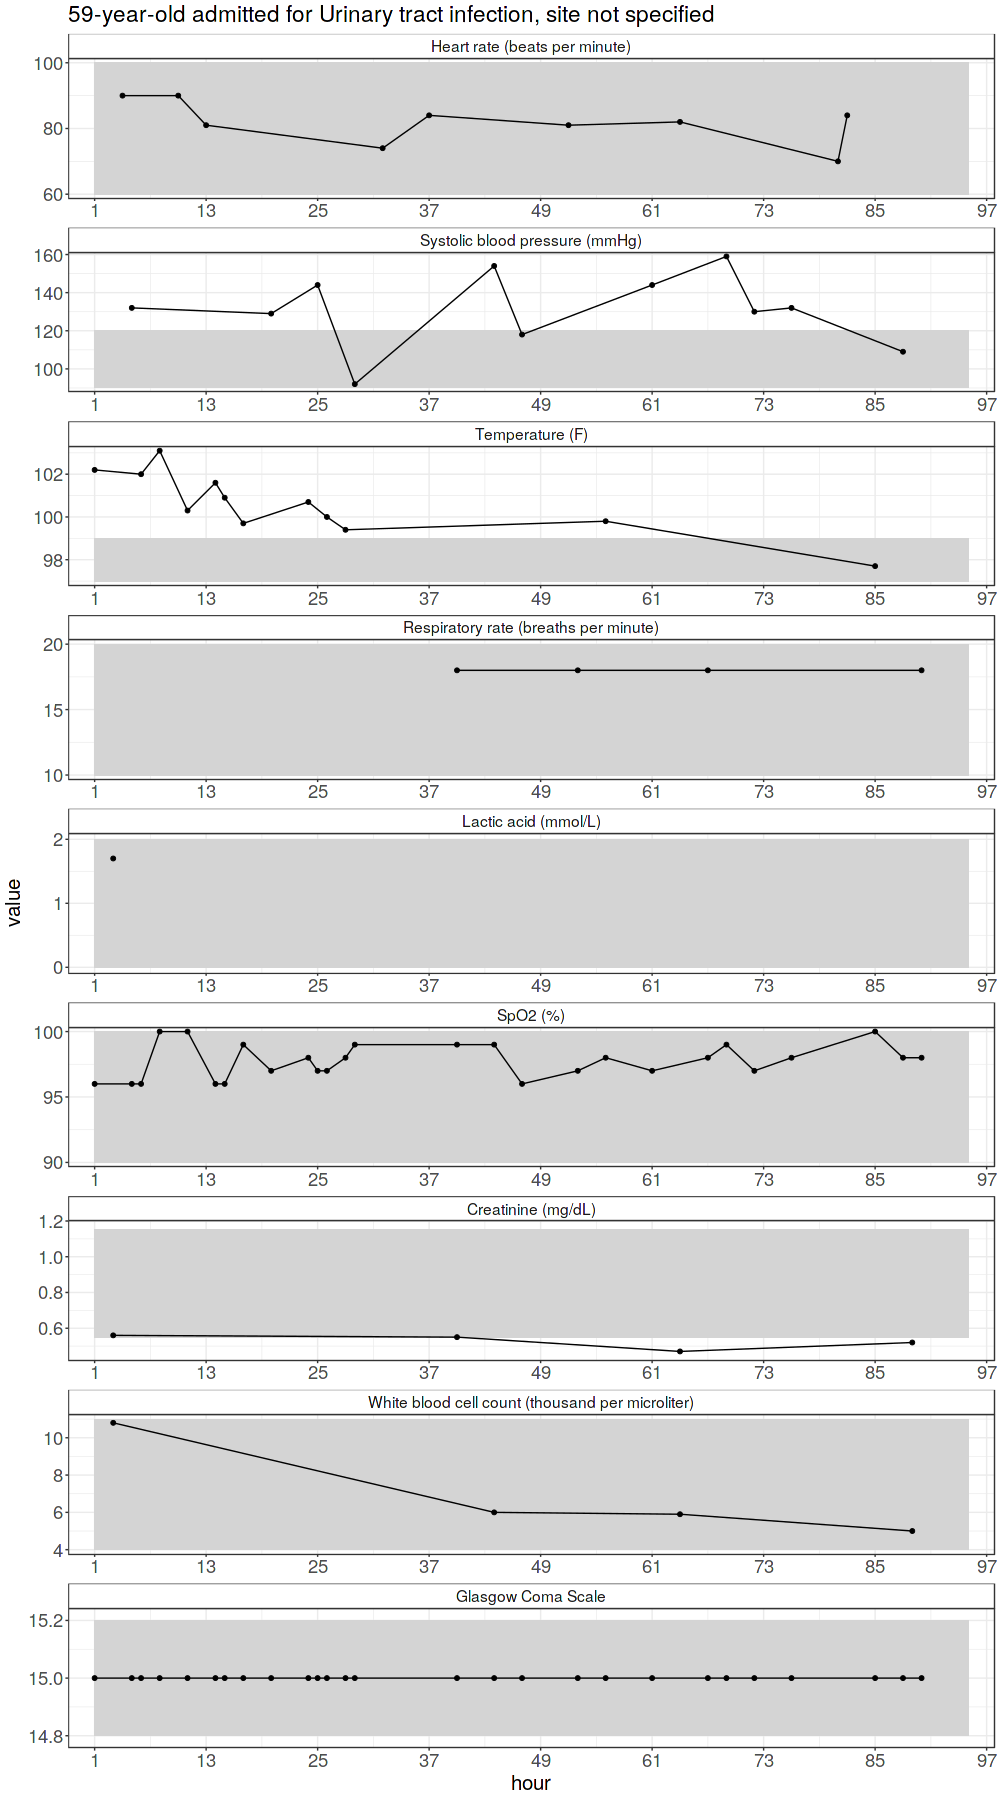 59-year-old admitted for Urinary tract infection, site not specified
Heart rate (beats per minute)
100
80
60
1 13 25 37 49 61 73 85 97
Systolic blood pressure (mmHg)
160
140
120
100
1 13 25 37 49 61 73 85 97
Temperature (F)
102
100
98
1 13 25 37 49 61 73 85 97
Respiratory rate (breaths per minute)
20
15
10
1 13 25 37 49 61 73 85 97
Lactic acid (mmol/L)
2
1
0
1 13 25 37 49 61 73 85 97
value
SpO2 (%)
100
95
90
1 13 25 37 49 61 73 85 97
Creatinine (mg/dL)
1.2
1.0
0.8
0.6
1 13 25 37 49 61 73 85 97
White blood cell count (thousand per microliter)
10
8
6
4
1 13 25 37 49 61 73 85 97
Glasgow Coma Scale
15.2
15.0
14.8
1 13 25 37 49 61 73 85 97
hour